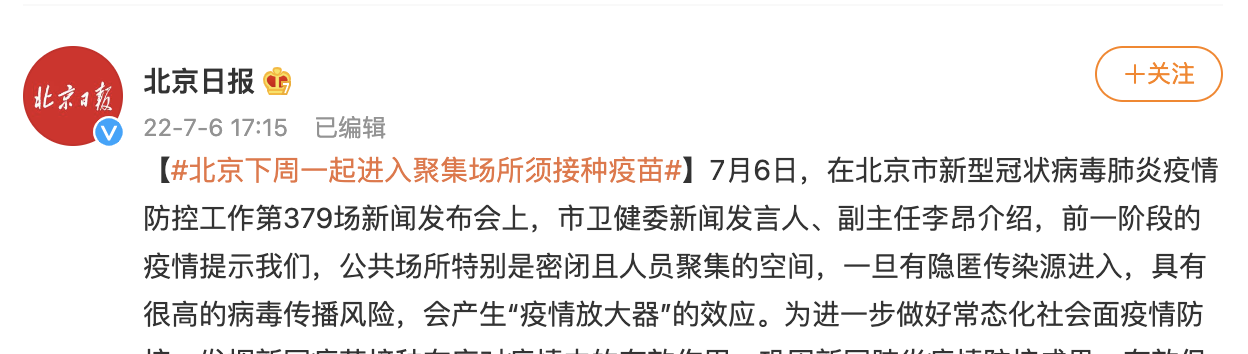 北京日报
北京日报
+关注
22-7-6 17:15 已编辑
【#北京下周一起进入聚集场所须接种疫苗#】7月6日，在北京市新型冠状病毒肺炎疫情
防控工作第379场新闻发布会上，市卫健委新闻发言人、副主任李昂介绍，前一阶段的
疫情提示我们，公共场所特别是密闭且人员聚集的空间，一旦有隐匿传染源进入，具有
很高的病毒传播风险，会产生“疫情放大器”的效应。为进一步做好常态化社会面疫情防